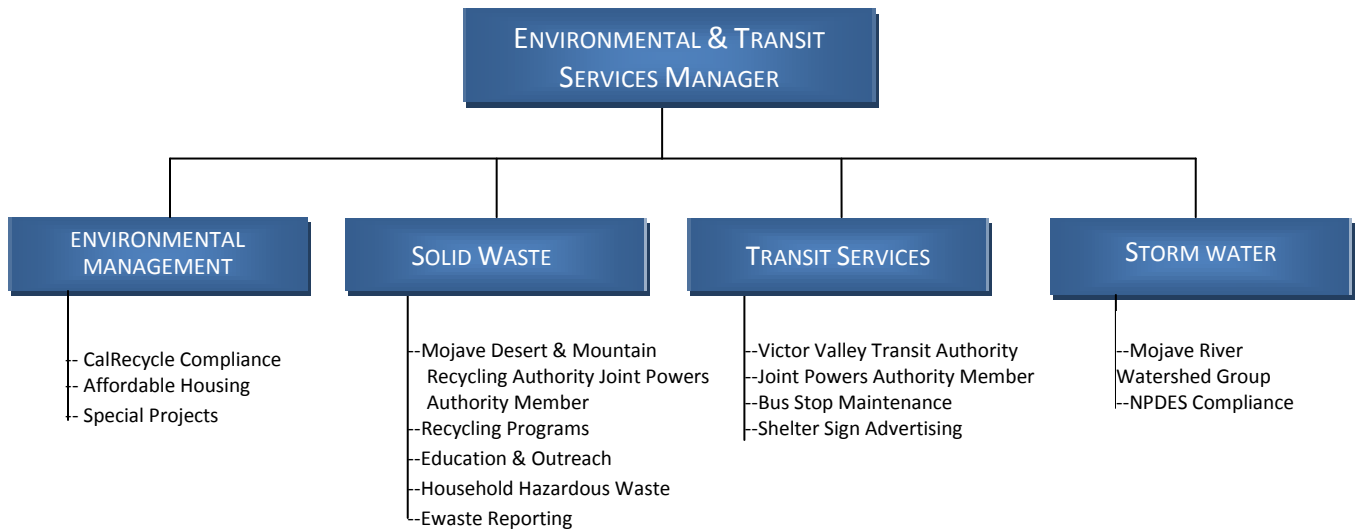 ENVIRONMENTAL & TRANSIT
SERVICES MANAGER
ENVIRONMENTAL
MANAGEMENT
-- CalRecycle Compliance
-- Affordable Housing
-- Special Projects
SOLID WASTE
--Mojave Desert & Mountain
Recycling Authority Joint Powers
Authority Member
--Recycling Programs
--Education & Outreach
--Household Hazardous Waste
--Ewaste Reporting
TRANSIT SERVICES
--Victor Valley Transit Authority
--Joint Powers Authority Member
--Bus Stop Maintenance
--Shelter Sign Advertising
STORM WATER
--Mojave River
Watershed Group
--NPDES Compliance